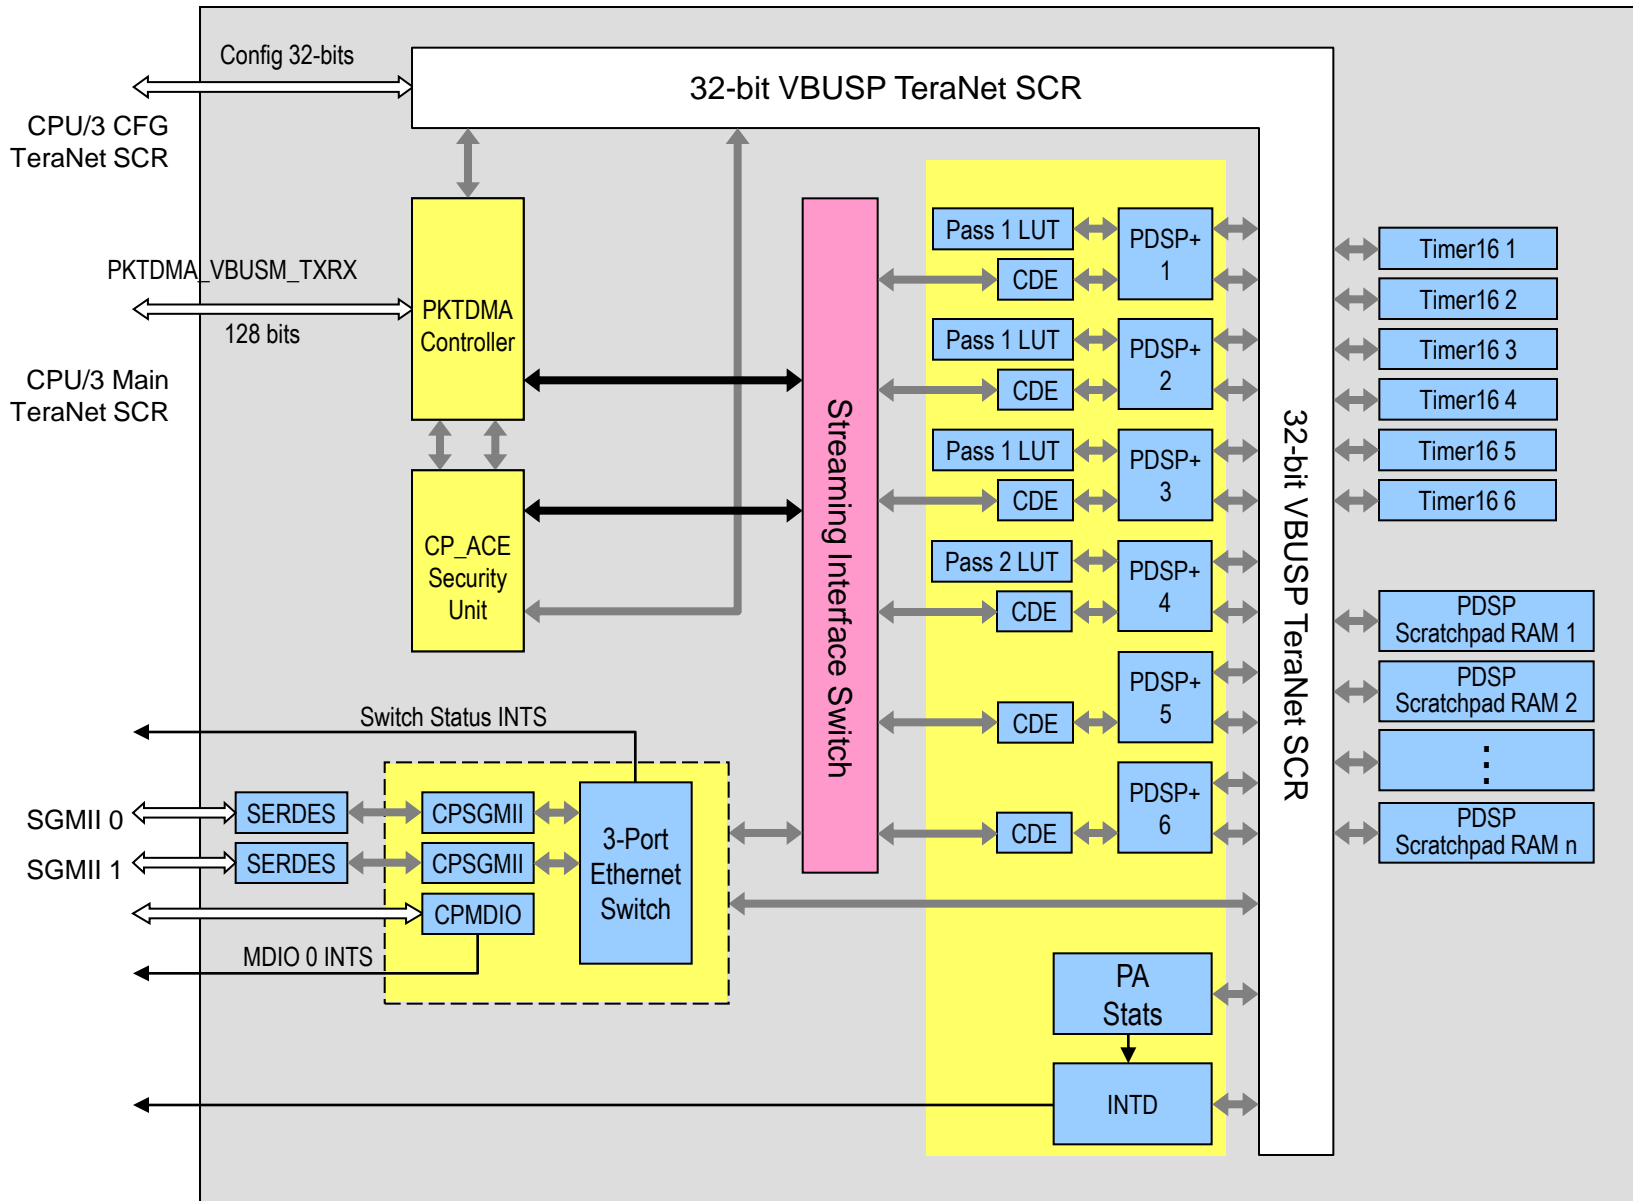 Config 32-bits
32-bit VBUSP TeraNet SCR
CPU/3 CFG
TeraNet SCR
PKTDMA_VBUSM_TXRX
128 bits
CPU/3 Main
TeraNet SCR
PKTDMA
Controller
CP_ACE
Security
Unit
Streaming Interface Switch
Pass 1 LUT
CDE
PDSP+
1
Pass 1 LUT
CDE
PDSP+
2
Pass 1 LUT
CDE
PDSP+
3
Pass 2 LUT
CDE
PDSP+
4
CDE
PDSP+
5
CDE
PDSP+
6
32-bit VBUSP TeraNet SCR
Timer16 1
Timer16 2
Timer16 3
Timer16 4
Timer16 5
Timer16 6
PDSP
Scratchpad RAM 1
PDSP
Scratchpad RAM 2
⋮
PDSP
Scratchpad RAM n
Switch Status INTS
SGMII 0
SERDES
CPSGMII
SGMII 1
SERDES
CPSGMII
CPMDIO
3-Port
Ethernet
Switch
MDIO 0 INTS
PA
Stats
INTD